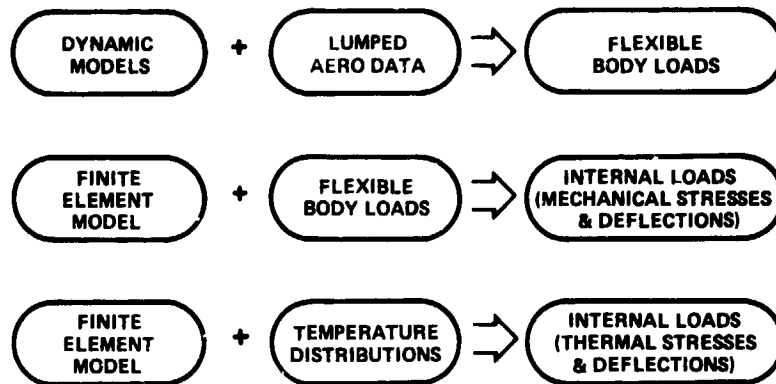 DYNAMIC
MODELS
+
LUMPED
AERO DATA
FLEXIBLE
BODY LOADS
FINITE
ELEMENT
MODEL
+
FLEXIBLE
BODY LOADS
INTERNAL LOADS
(MECHANICAL STRESSES
& DEFLECTIONS)
FINITE
ELEMENT
MODEL
+
TEMPERATURE
DISTRIBUTIONS
INTERNAL LOADS
(THERMAL STRESSES
& DEFLECTIONS)